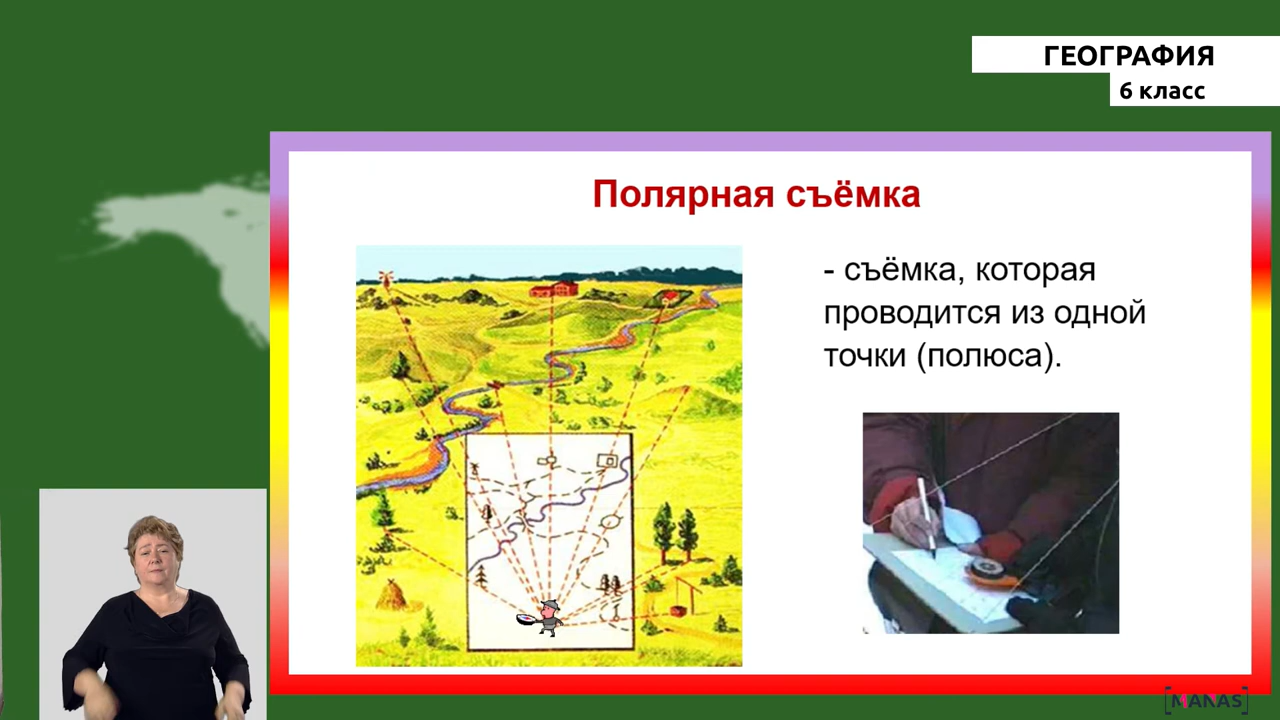 ГЕОГРАФИЯ
6 класс
Полярная съёмка
- съёмка, которая
проводится из одной
точки (полюса).
[MANAS]